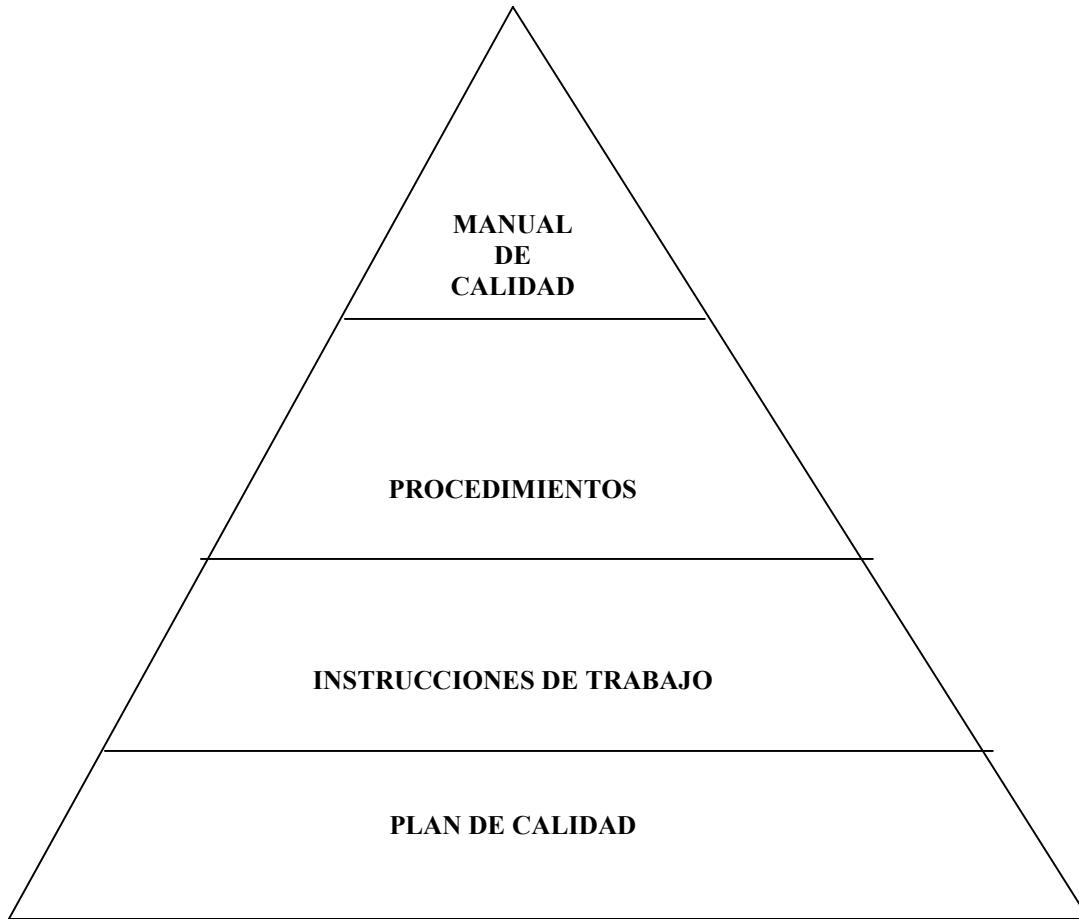 MANUAL
DE
CALIDAD
PROCEDIMIENTOS
INSTRUCCIONES DE TRABAJO
PLAN DE CALIDAD